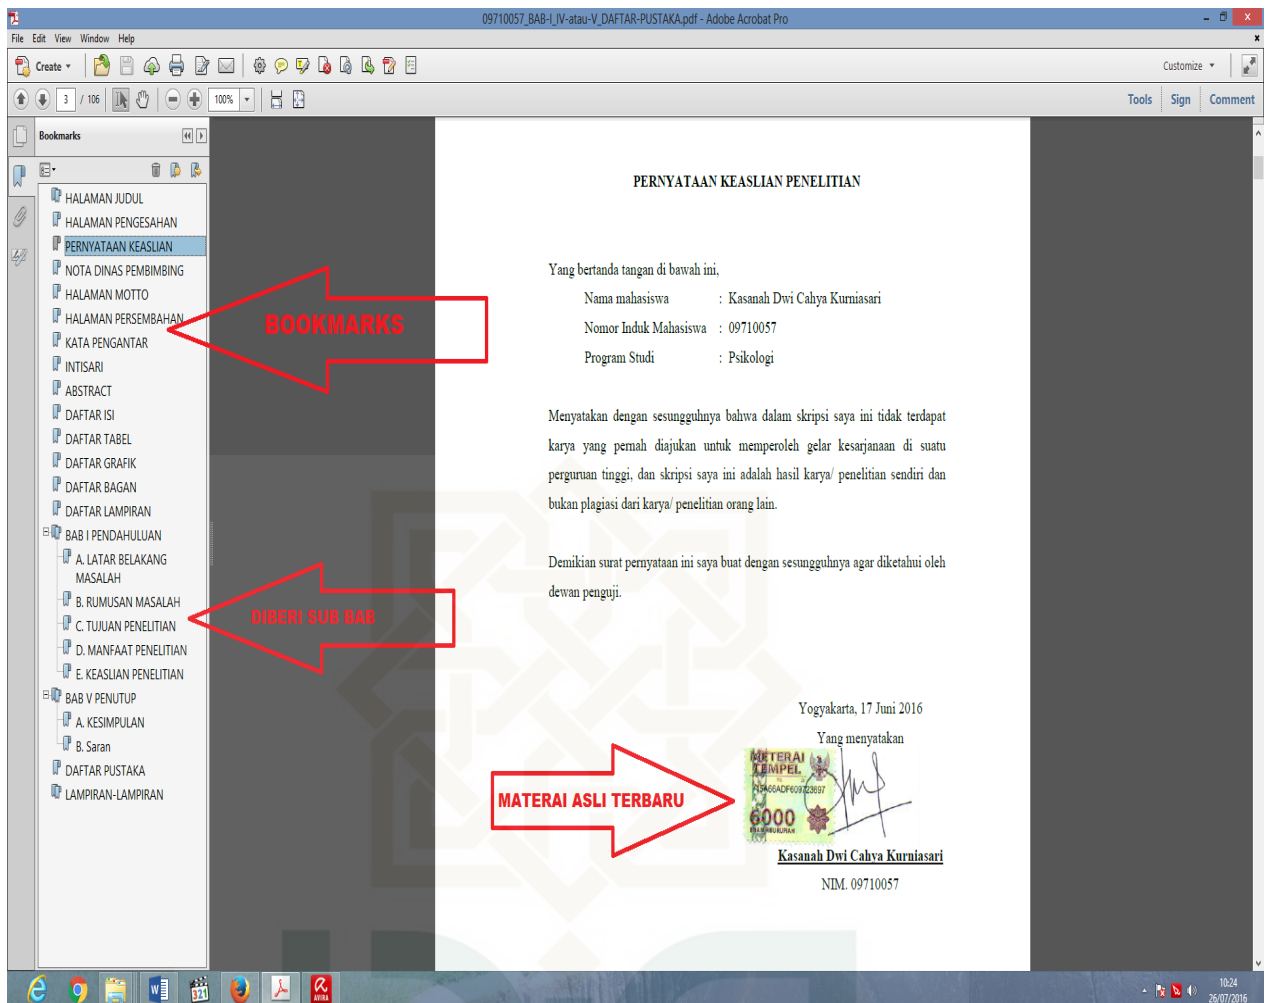 09710057_BAB-I_IV-atau-V_DAFTAR-PUSTAKA.pdf - Adobe Acrobat Pro
File Edit View Window Help
Create
Customize
3 / 106
100%
Tools Sign Comment
Bookmarks
HALAMAN JUDUL
HALAMAN PENGESAHAN
PERNYATAAN KEASLIAN
NOTA DINAS PEMBIMBING
HALAMAN MOTTO
HALAMAN PERSEMBAHAN
KATA PENGANTAR
INTISARI
ABSTRACT
DAFTAR ISI
DAFTAR TABEL
DAFTAR GRAFIK
DAFTAR BAGAN
DAFTAR LAMPIRAN
BAB I PENDAHULUAN
A. LATAR BELAKANG
MASALAH
B. RUMUSAN MASALAH
C. TUJUAN PENELITIAN
D. MANFAAT PENELITIAN
E. KEASLIAN PENELITIAN
BAB V PENUTUP
A. KESIMPULAN
B. Saran
DAFTAR PUSTAKA
LAMPIRAN-LAMPIRAN
BOOKMARKS
DIBERI SUB BAB
MATERAI ASLI TERBARU
PERNYATAAN KEASLIAN PENELITIAN
Yang bertanda tangan di bawah ini,
Nama mahasiswa : Kasanah Dwi Cahya Kurniasari
Nomor Induk Mahasiswa : 09710057
Program Studi : Psikologi
Menyatakan dengan sesungguhnya bahwa dalam skripsi saya ini tidak terdapat
karya yang pernah diajukan untuk memperoleh gelar kesarjanaan di suatu
perguruan tinggi, dan skripsi saya ini adalah hasil karya/ penelitian sendiri dan
bukan plagiasi dari karya/ penelitian orang lain.
Demikian surat pernyataan ini saya buat dengan sesungguhnya agar diketahui oleh
dewan penguji.
Yogyakarta, 17 Juni 2016
Yang menyatakan
METERAI
TEMPEL
6000
Kasanah Dwi Cahya Kurniasari
NIM. 09710057
321
AVIRA
10:24
26/07/2016